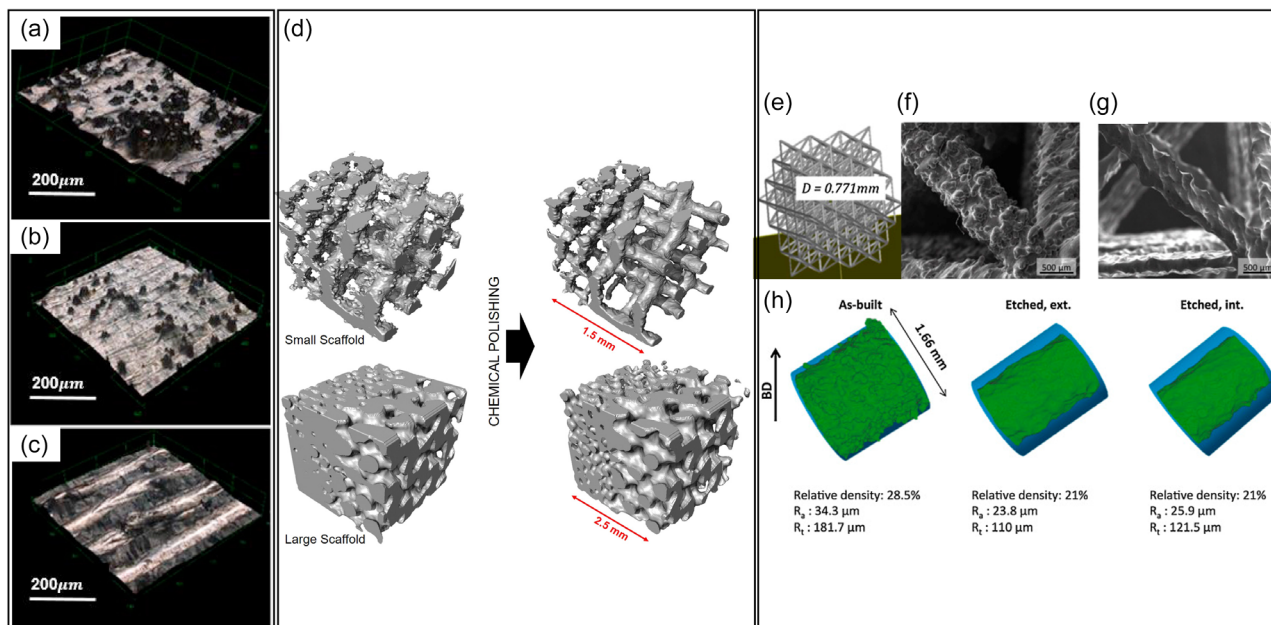 (a)
200μm
(b)
200μm
(c)
200μm
(d)
Small Scaffold
1.5 mm
CHEMICAL POLISHING
Large Scaffold
2.5 mm
(e)
D = 0.771mm
(f)
500 μm
(g)
500 μm
(h)
BD
As-built
1.66 mm
Relative density: 28.5%
Ra : 34.3 μm
Rt : 181.7 μm
Etched, ext.
Relative density: 21%
Ra : 23.8 μm
Rt : 110 μm
Etched, int.
Relative density: 21%
Ra : 25.9 μm
Rt : 121.5 μm